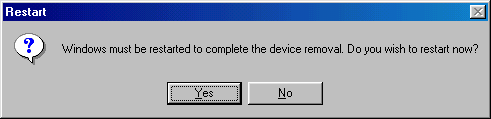 Restart
Windows must be restarted to complete the device removal. Do you wish to restart now?
Yes
No